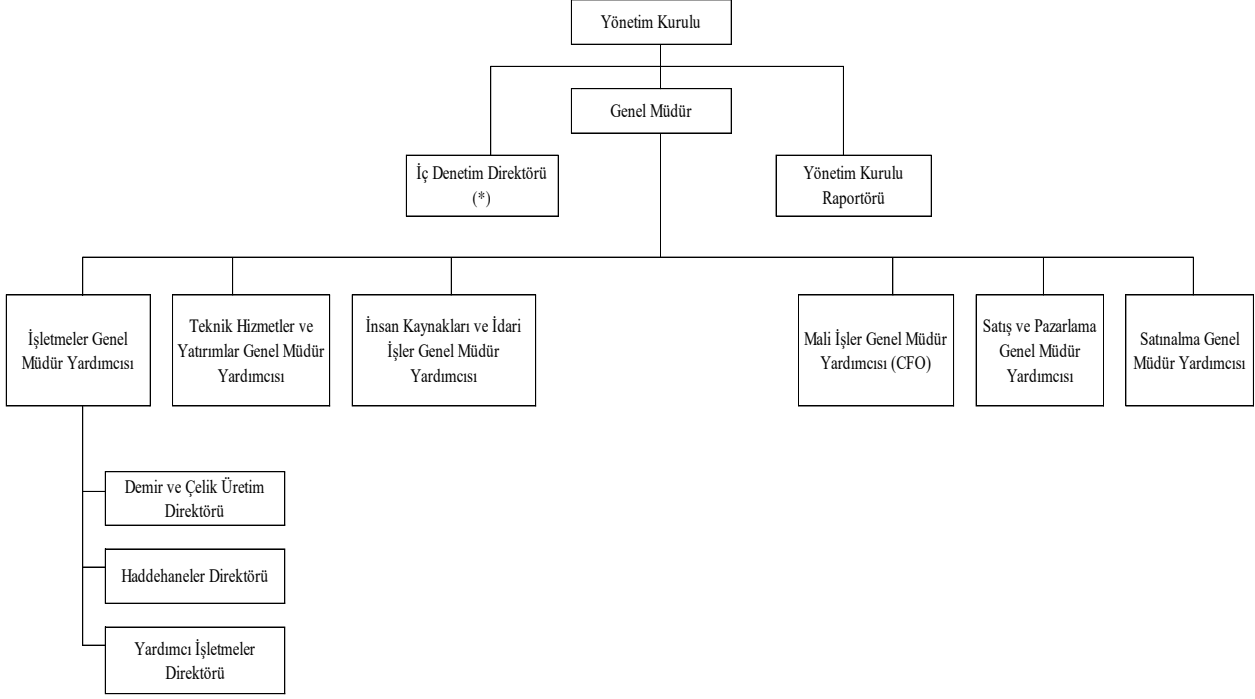 Yönetim Kurulu
Genel Müdür
İç Denetim Direktörü
(*)
Yönetim Kurulu
Raportörü
İşletmeler Genel
Müdür Yardımcısı
Teknik Hizmetler ve
Yatırımlar Genel Müdür
Yardımcısı
İnsan Kaynakları ve İdari
İşler Genel Müdür
Yardımcısı
Mali İşler Genel Müdür
Yardımcısı (CFO)
Satış ve Pazarlama
Genel Müdür
Yardımcısı
Satınalma Genel
Müdür Yardımcısı
Demir ve Çelik Üretim
Direktörü
Haddehaneler Direktörü
Yardımcı İşletmeler
Direktörü